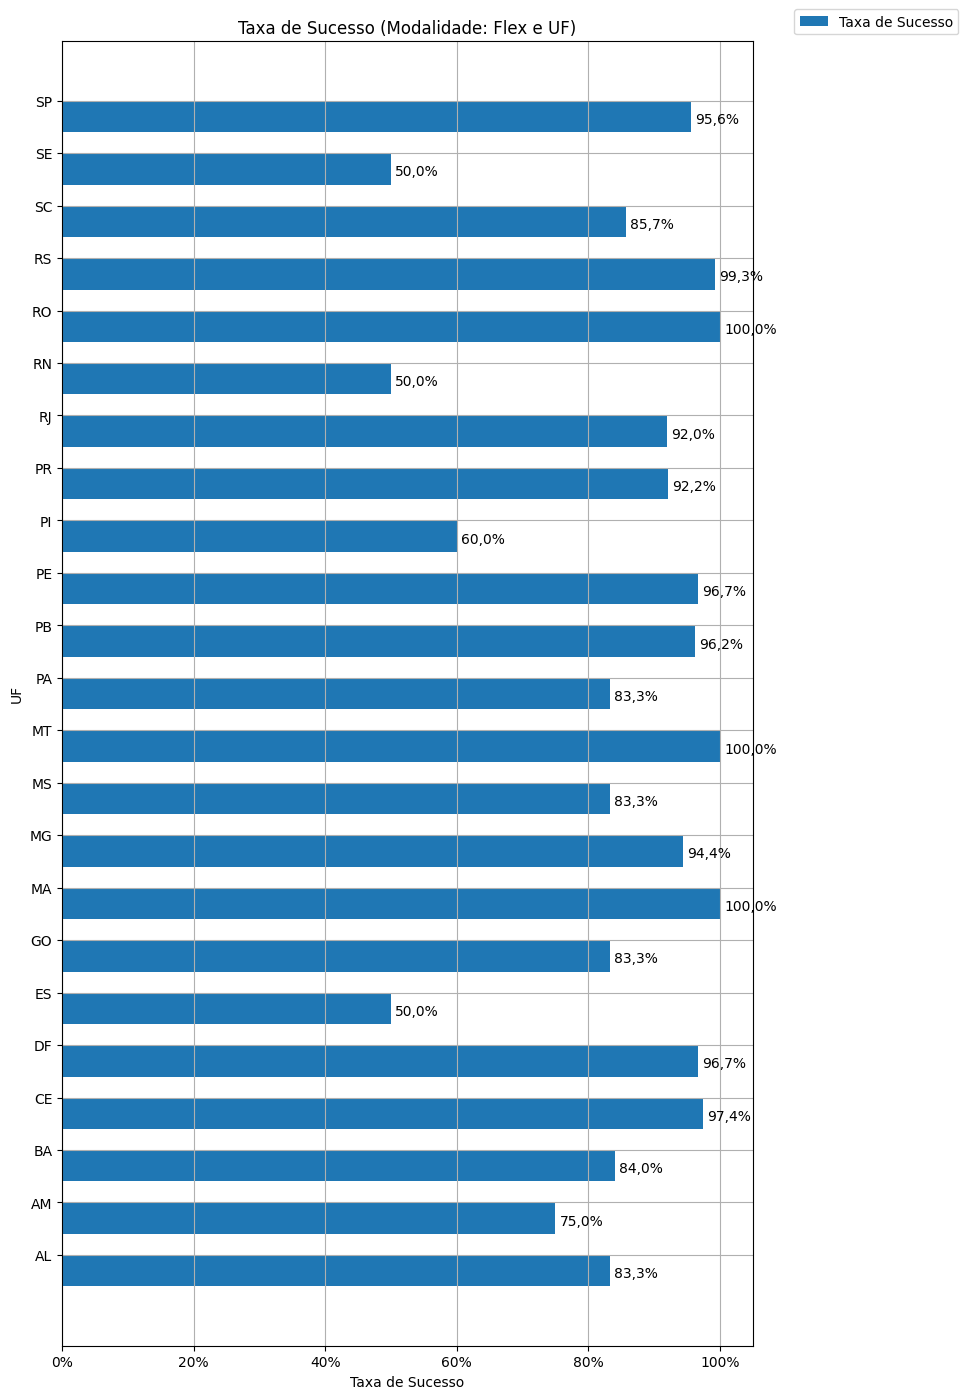 Taxa de Sucesso (Modalidade: Flex e UF)
Taxa de Sucesso
SP 95,6%
SE 50,0%
SC 85,7%
RS 99,3%
RO 100,0%
RN 50,0%
RJ 92,0%
PR 92,2%
PI 60,0%
PE 96,7%
PB 96,2%
PA 83,3%
UF
MT 100,0%
MS 83,3%
MG 94,4%
MA 100,0%
GO 83,3%
ES 50,0%
DF 96,7%
CE 97,4%
BA 84,0%
AM 75,0%
AL 83,3%
0% 20% 40% 60% 80% 100%
Taxa de Sucesso